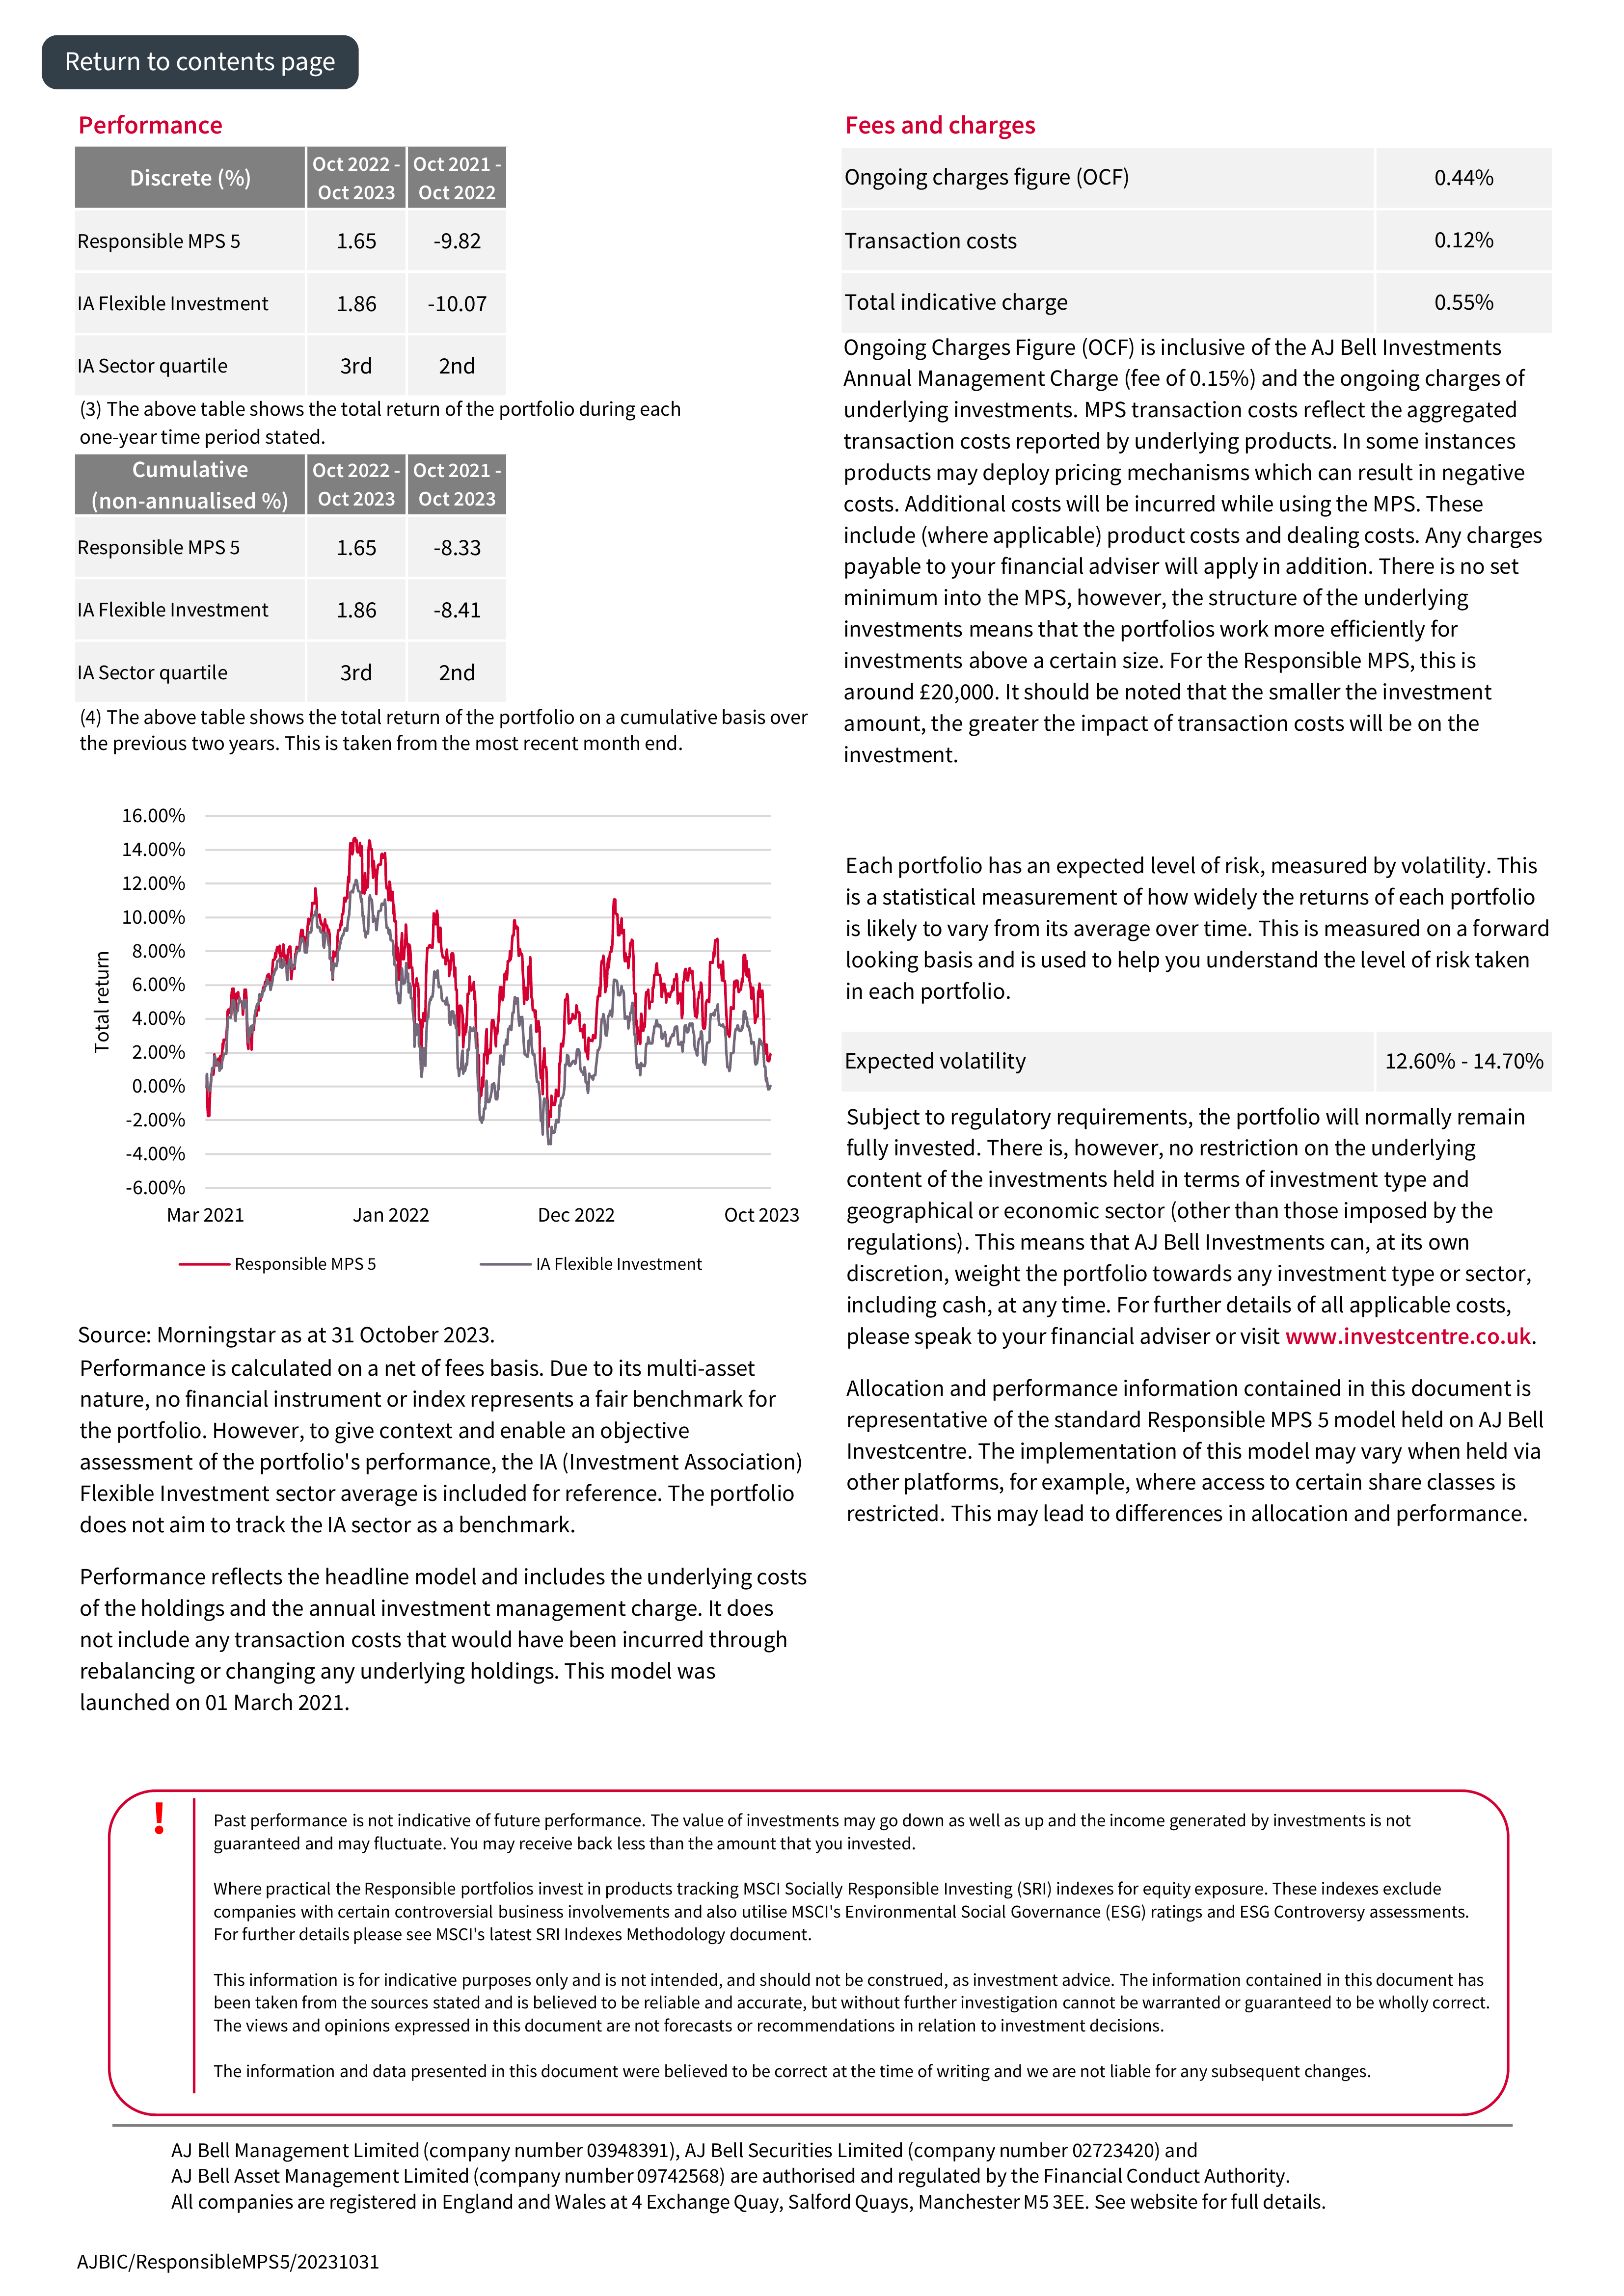 Return to contents page
Performance
Discrete (%) Oct 2022 - Oct 2023 Oct 2021 - Oct 2022
Responsible MPS 5 1.65 -9.82
IA Flexible Investment 1.86 -10.07
IA Sector quartile 3rd 2nd
(3) The above table shows the total return of the portfolio during each
one-year time period stated.
Cumulative (non-annualised %) Oct 2022 - Oct 2023 Oct 2021 - Oct 2023
Responsible MPS 5 1.65 -8.33
IA Flexible Investment 1.86 -8.41
IA Sector quartile 3rd 2nd
(4) The above table shows the total return of the portfolio on a cumulative basis over
the previous two years. This is taken from the most recent month end.
Total return
16.00%
14.00%
12.00%
10.00%
8.00%
6.00%
4.00%
2.00%
0.00%
-2.00%
-4.00%
-6.00%
Mar 2021 Jan 2022 Dec 2022 Oct 2023
Responsible MPS 5 IA Flexible Investment
Source: Morningstar as at 31 October 2023.
Performance is calculated on a net of fees basis. Due to its multi-asset
nature, no financial instrument or index represents a fair benchmark for
the portfolio. However, to give context and enable an objective
assessment of the portfolio's performance, the IA (Investment Association)
Flexible Investment sector average is included for reference. The portfolio
does not aim to track the IA sector as a benchmark.
Performance reflects the headline model and includes the underlying costs
of the holdings and the annual investment management charge. It does
not include any transaction costs that would have been incurred through
rebalancing or changing any underlying holdings. This model was
launched on 01 March 2021.
Fees and charges
Ongoing charges figure (OCF) 0.44%
Transaction costs 0.12%
Total indicative charge 0.55%
Ongoing Charges Figure (OCF) is inclusive of the AJ Bell Investments
Annual Management Charge (fee of 0.15%) and the ongoing charges of
underlying investments. MPS transaction costs reflect the aggregated
transaction costs reported by underlying products. In some instances
products may deploy pricing mechanisms which can result in negative
costs. Additional costs will be incurred while using the MPS. These
include (where applicable) product costs and dealing costs. Any charges
payable to your financial adviser will apply in addition. There is no set
minimum into the MPS, however, the structure of the underlying
investments means that the portfolios work more efficiently for
investments above a certain size. For the Responsible MPS, this is
around £20,000. It should be noted that the smaller the investment
amount, the greater the impact of transaction costs will be on the
investment.
Each portfolio has an expected level of risk, measured by volatility. This
is a statistical measurement of how widely the returns of each portfolio
is likely to vary from its average over time. This is measured on a forward
looking basis and is used to help you understand the level of risk taken
in each portfolio.
Expected volatility 12.60% - 14.70%
Subject to regulatory requirements, the portfolio will normally remain
fully invested. There is, however, no restriction on the underlying
content of the investments held in terms of investment type and
geographical or economic sector (other than those imposed by the
regulations). This means that AJ Bell Investments can, at its own
discretion, weight the portfolio towards any investment type or sector,
including cash, at any time. For further details of all applicable costs,
please speak to your financial adviser or visit www.investcentre.co.uk.
Allocation and performance information contained in this document is
representative of the standard Responsible MPS 5 model held on AJ Bell
Investcentre. The implementation of this model may vary when held via
other platforms, for example, where access to certain share classes is
restricted. This may lead to differences in allocation and performance.
!
Past performance is not indicative of future performance. The value of investments may go down as well as up and the income generated by investments is not
guaranteed and may fluctuate. You may receive back less than the amount that you invested.
Where practical the Responsible portfolios invest in products tracking MSCI Socially Responsible Investing (SRI) indexes for equity exposure. These indexes exclude
companies with certain controversial business involvements and also utilise MSCI's Environmental Social Governance (ESG) ratings and ESG Controversy assessments.
For further details please see MSCI's latest SRI Indexes Methodology document.
This information is for indicative purposes only and is not intended, and should not be construed, as investment advice. The information contained in this document has
been taken from the sources stated and is believed to be reliable and accurate, but without further investigation cannot be warranted or guaranteed to be wholly correct.
The views and opinions expressed in this document are not forecasts or recommendations in relation to investment decisions.
The information and data presented in this document were believed to be correct at the time of writing and we are not liable for any subsequent changes.
AJ Bell Management Limited (company number 03948391), AJ Bell Securities Limited (company number 02723420) and
AJ Bell Asset Management Limited (company number 09742568) are authorised and regulated by the Financial Conduct Authority.
All companies are registered in England and Wales at 4 Exchange Quay, Salford Quays, Manchester M5 3EE. See website for full details.
AJBIC/ResponsibleMPS5/20231031